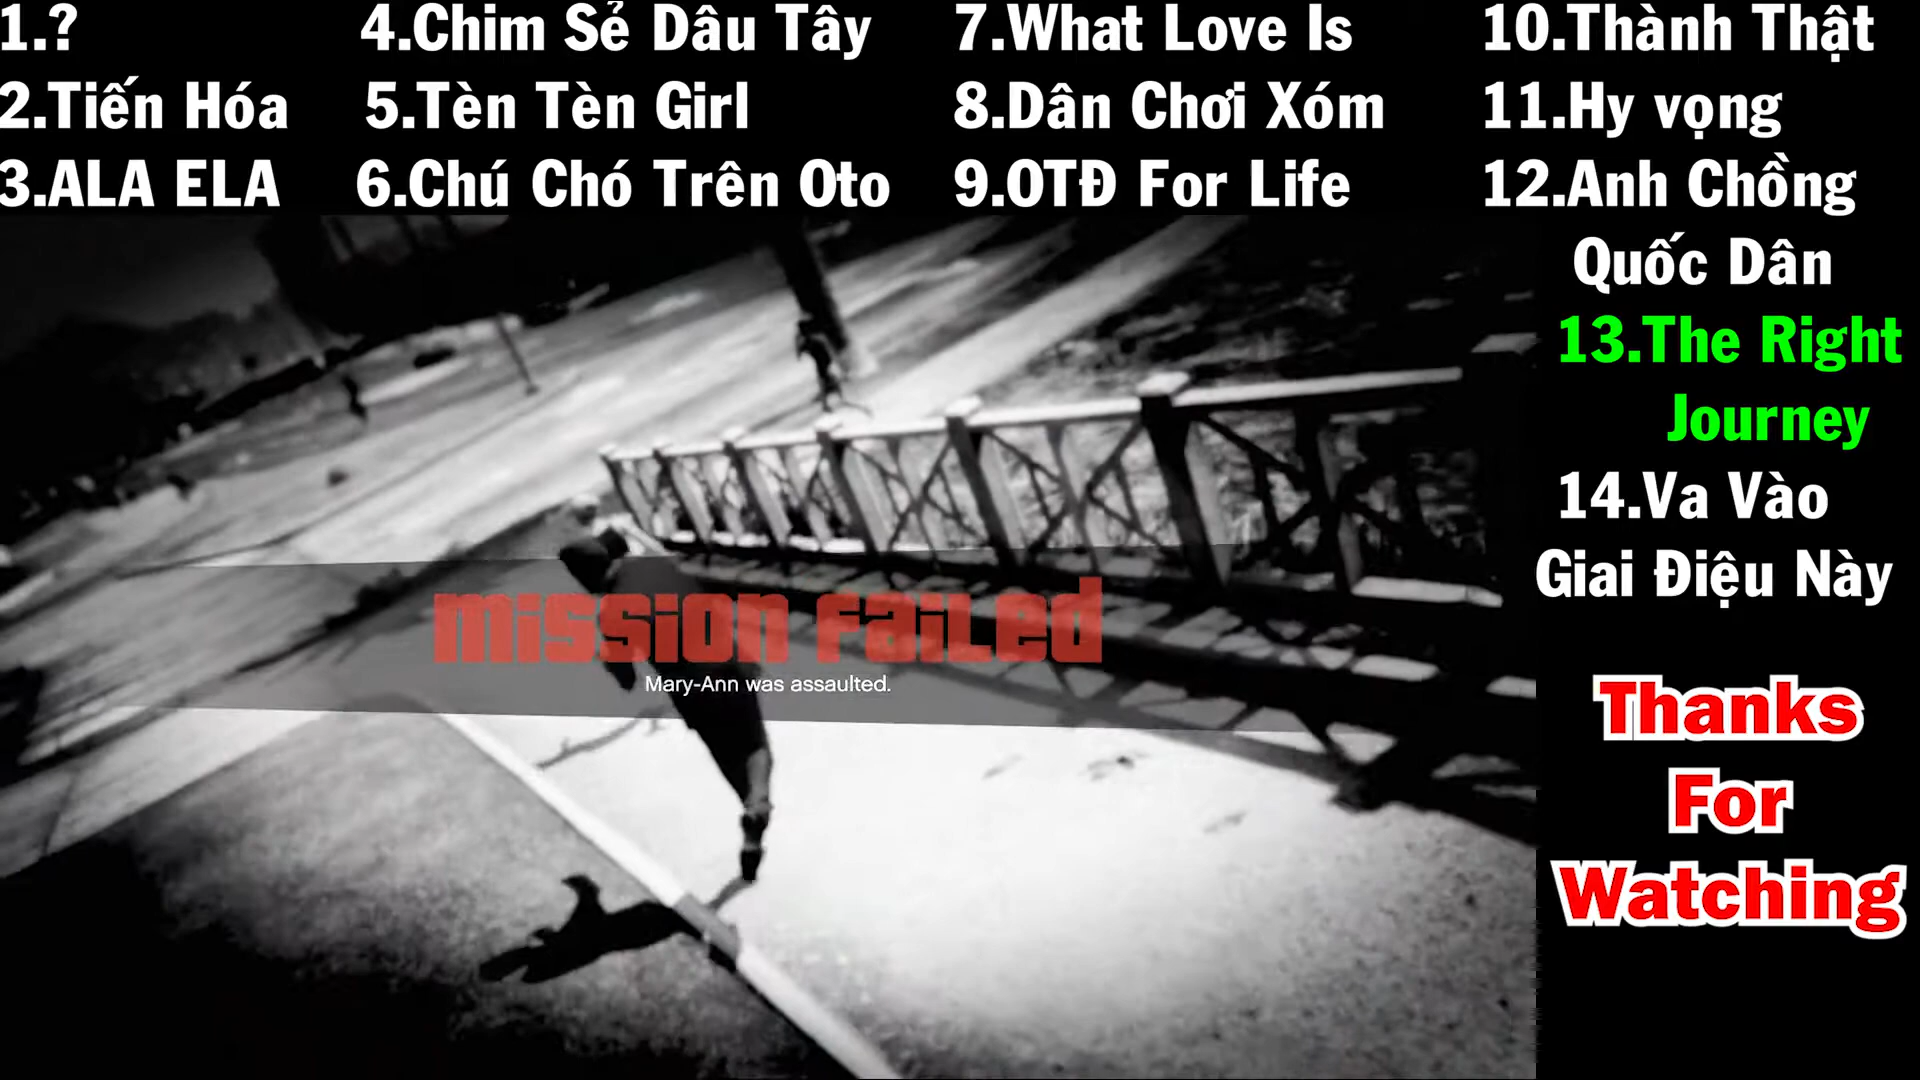 1.?
2.Tiến Hóa
3.ALA ELA
4.Chim Sẻ Dâu Tây
5.Tèn Tèn Girl
6.Chú Chó Trên Oto
7.What Love Is
8.Dân Chơi Xóm
9.OTĐ For Life
10.Thành Thật
11.Hy vọng
12.Anh Chồng
Quốc Dân
13.The Right
Journey
14.Va Vào
Giai Điệu Này
mission failed
Mary-Ann was assaulted.
Thanks
For
Watching